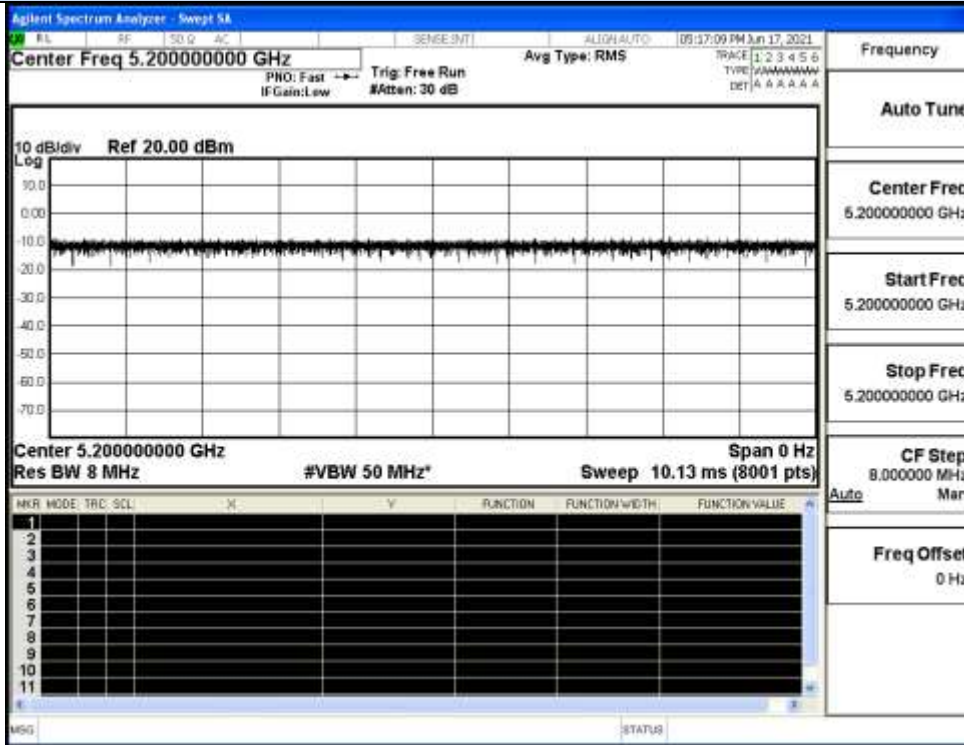 Agilent Spectrum Analyzer - Swept SA
RL RF 50 Ω AC SENSE:INT ALIGN AUTO 05:17:09 PM Jun 17, 2021
Center Freq 5.200000000 GHz
Avg Type: RMS
TRACE 1 2 3 4 5 6
PNO: Fast
Trig: Free Run
TYPE
IFGain:Low
#Atten: 30 dB
DET A A A A A A
10 dB/div Ref 20.00 dBm
Log
10.0
0.00
-10.0
-20.0
-30.0
-40.0
-50.0
-60.0
-70.0
Center 5.200000000 GHz Span 0 Hz
Res BW 8 MHz #VBW 50 MHz* Sweep 10.13 ms (8001 pts)
MKR MODE TRC SCL X Y FUNCTION FUNCTION WIDTH FUNCTION VALUE
1
2
3
4
5
6
7
8
9
10
11
MSG STATUS
Frequency
Auto Tune
Center Freq
5.200000000 GHz
Start Freq
5.200000000 GHz
Stop Freq
5.200000000 GHz
CF Step
8.000000 MHz
Auto Man
Freq Offset
0 Hz